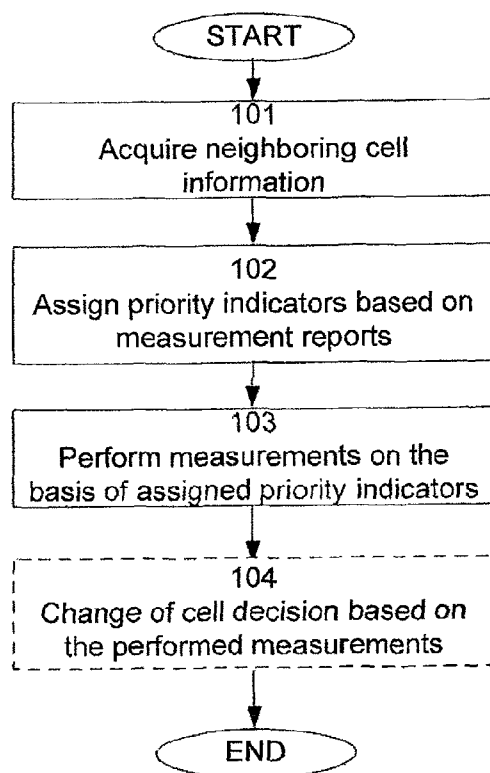 START
101
Acquire neighboring cell
information
102
Assign priority indicators based on
measurement reports
103
Perform measurements on the
basis of assigned priority indicators
104
Change of cell decision based on
the performed measurements
END